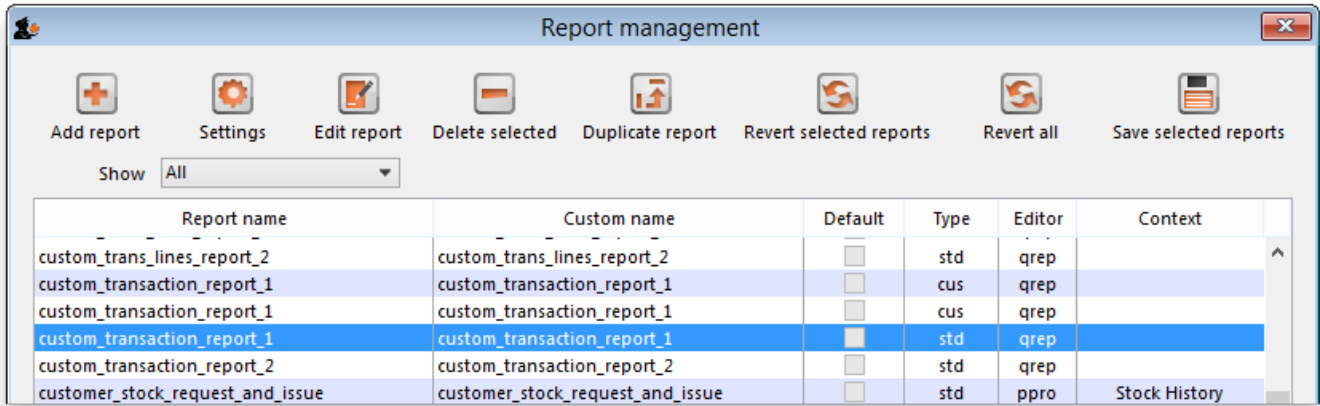 Report management
Add report Settings Edit report Delete selected Duplicate report Revert selected reports Revert all Save selected reports
Show All
Report name Custom name Default Type Editor Context
custom_trans_lines_report_2 custom_trans_lines_report_2 std qrep
custom_transaction_report_1 custom_transaction_report_1 cus qrep
custom_transaction_report_1 custom_transaction_report_1 cus qrep
custom_transaction_report_1 custom_transaction_report_1 std qrep
custom_transaction_report_2 custom_transaction_report_2 std qrep
customer_stock_request_and_issue customer_stock_request_and_issue std ppro Stock History